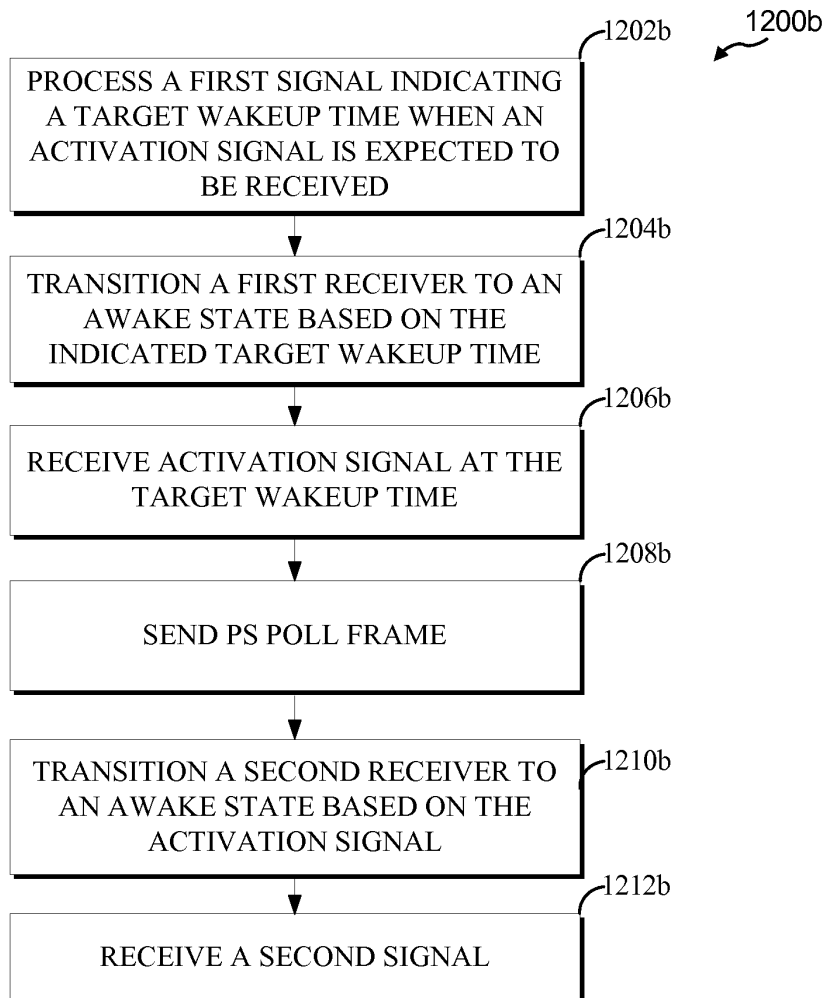 1200b
1202b
PROCESS A FIRST SIGNAL INDICATING
A TARGET WAKEUP TIME WHEN AN
ACTIVATION SIGNAL IS EXPECTED TO
BE RECEIVED
1204b
TRANSITION A FIRST RECEIVER TO AN
AWAKE STATE BASED ON THE
INDICATED TARGET WAKEUP TIME
1206b
RECEIVE ACTIVATION SIGNAL AT THE
TARGET WAKEUP TIME
1208b
SEND PS POLL FRAME
1210b
TRANSITION A SECOND RECEIVER TO
AN AWAKE STATE BASED ON THE
ACTIVATION SIGNAL
1212b
RECEIVE A SECOND SIGNAL